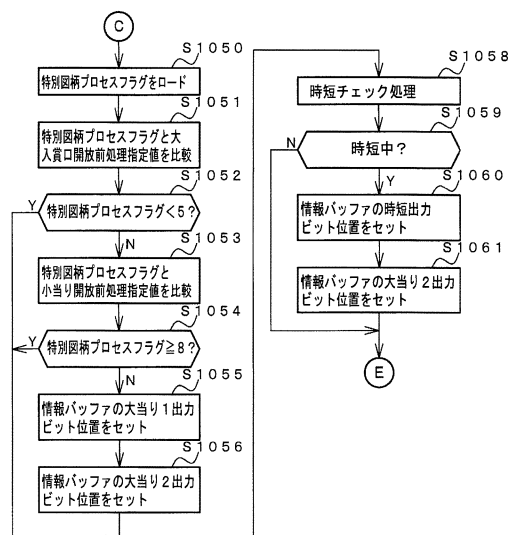 C
S1050
特別図柄プロセスフラグをロード
S1051
特別図柄プロセスフラグと大
入賞口開放前処理指定値を比較
S1052
Y
特別図柄プロセスフラグ<5?
N
S1053
特別図柄プロセスフラグと
小当り開放前処理指定値を比較
S1054
Y
特別図柄プロセスフラグ≧8?
N
S1055
情報バッファの大当り1出力
ビット位置をセット
S1056
情報バッファの大当り2出力
ビット位置をセット
S1058
時短チェック処理
S1059
N
時短中?
Y
S1060
情報バッファの時短出力
ビット位置をセット
S1061
情報バッファの大当り2出力
ビット位置をセット
E